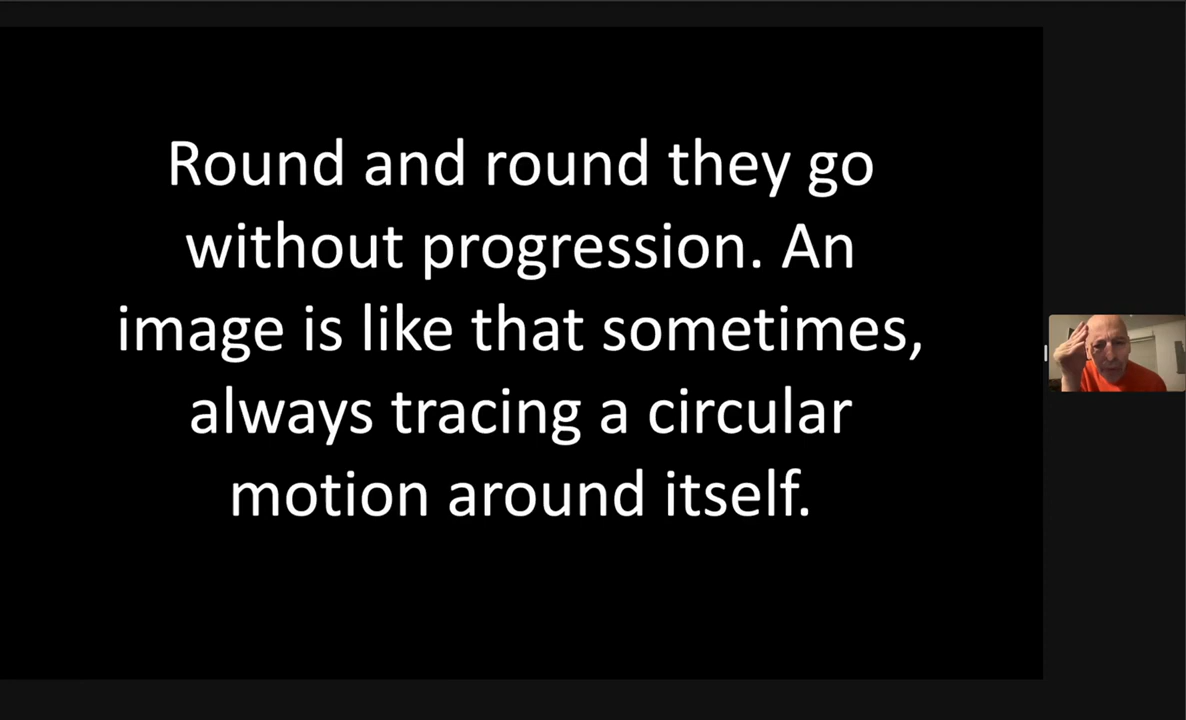 Round and round they go
without progression. An
image is like that sometimes,
always tracing a circular
motion around itself.